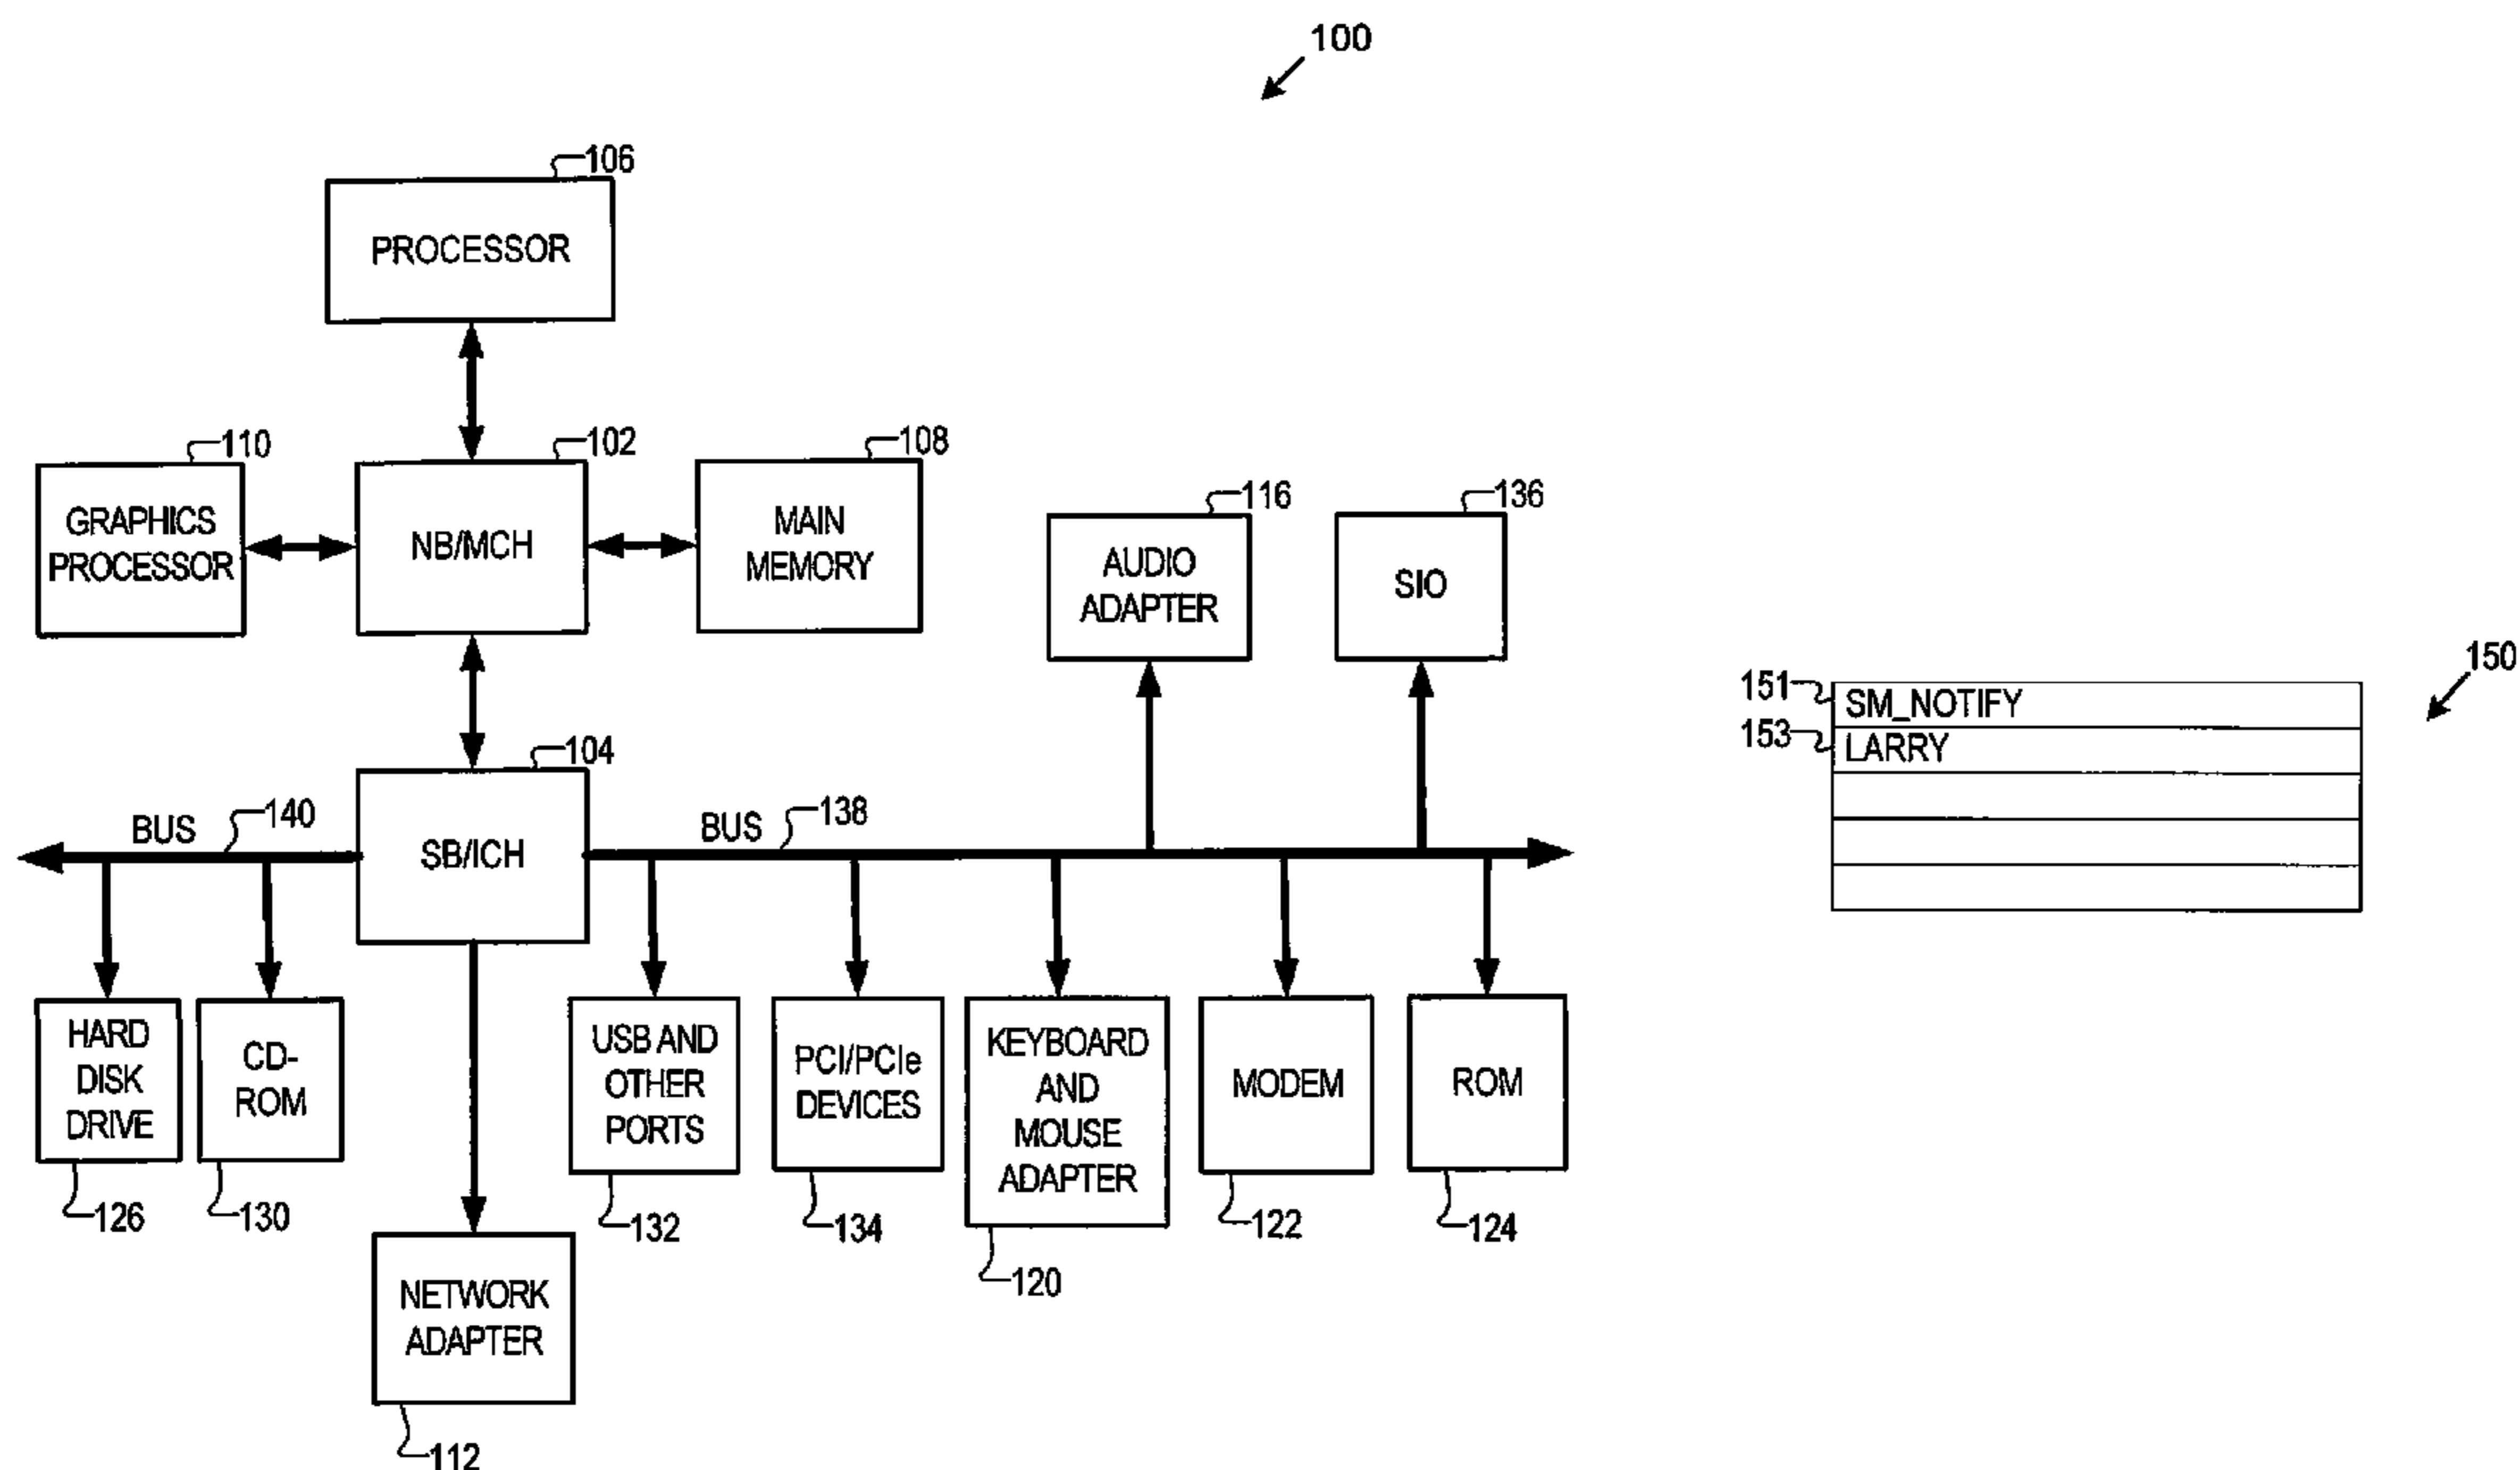 100
106
PROCESSOR
110
102
108
GRAPHICS
PROCESSOR
NB/MCH
MAIN
MEMORY
116
136
AUDIO
ADAPTER
SIO
150
151
SM_NOTIFY
153
LARRY
104
BUS
140
SB/ICH
BUS
138
HARD
DISK
DRIVE
CD-
ROM
USB AND
OTHER
PORTS
PCI/PCIe
DEVICES
KEYBOARD
AND
MOUSE
ADAPTER
MODEM
ROM
126
130
132
134
120
122
124
NETWORK
ADAPTER
112